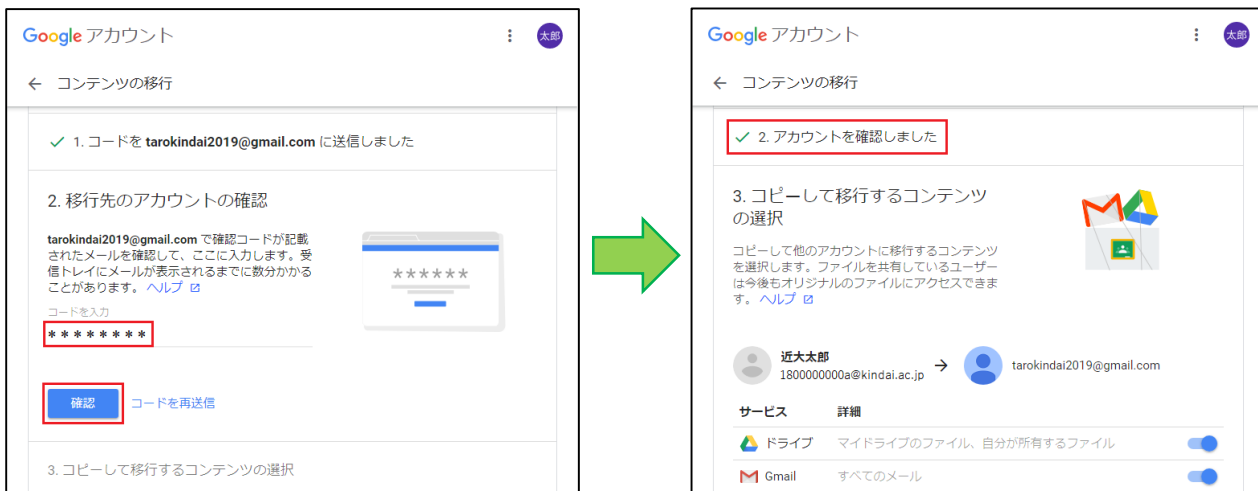 Google アカウント
太郎
← コンテンツの移行
✓ 1. コードを tarokindai2019@gmail.com に送信しました
2. 移行先のアカウントの確認
tarokindai2019@gmail.com で確認コードが記載
されたメールを確認して、ここに入力します。受
信トレイにメールが表示されるまでに数分かかる
ことがあります。 ヘルプ
コードを入力
********
******
確認
コードを再送信
3. コピーして移行するコンテンツの選択
Google アカウント
太郎
← コンテンツの移行
✓ 2. アカウントを確認しました
3. コピーして移行するコンテンツ
の選択
コピーして他のアカウントに移行するコンテンツ
を選択します。ファイルを共有しているユーザー
は今後もオリジナルのファイルにアクセスできま
す。 ヘルプ
近大太郎
1800000000a@kindai.ac.jp → tarokindai2019@gmail.com
サービス 詳細
ドライブ マイドライブのファイル、自分が所有するファイル
Gmail すべてのメール